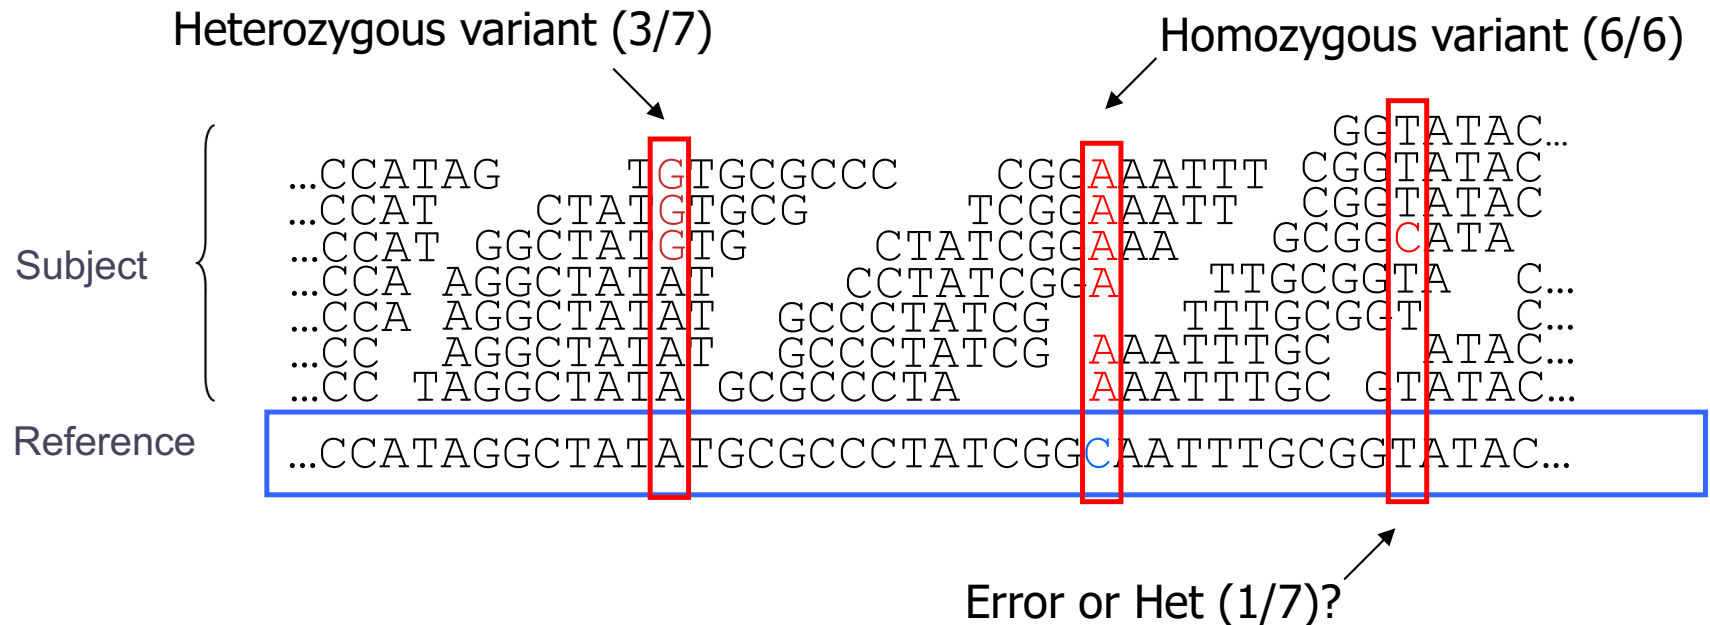 Heterozygous variant (3/7)
Homozygous variant (6/6)
GGTATAC…
…CCATAG TGTGCGCCC CGGAAATTT CGGTATAC
…CCAT CTATGTGCG TCGGAAATT CGGTATAC
…CCAT GGCTATGTG CTATCGGAAA GCGGCATA
Subject
…CCA AGGCTATAT CCTATCGGA TTGCGGTA C…
…CCA AGGCTATAT GCCCTATCG TTTGCGGT C…
…CC AGGCTATAT GCCCTATCG AAATTTGC ATAC…
…CC TAGGCTATA GCGCCCTA AAATTTGC GTATAC…
Reference
…CCATAGGCTATATGCGCCCTATCGGCAATTTGCGGTATAC…
Error or Het (1/7)?